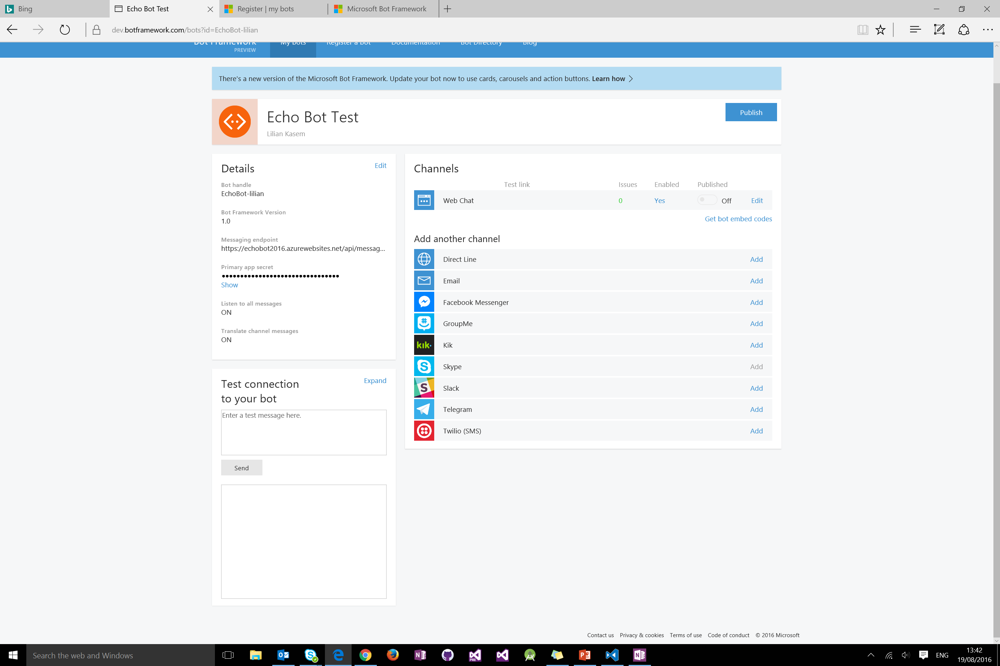 Bing
Echo Bot Test
Register | my bots
Microsoft Bot Framework
dev.botframework.com/bots?id=EchoBot-lilian
Bot Framework
PREVIEW
My bots
Register a bot
Documentation
Bot Directory
Blog
There's a new version of the Microsoft Bot Framework. Update your bot now to use cards, carousels and action buttons. Learn how
Echo Bot Test
Lilian Kasem
Publish
Details
Edit
Bot handle
EchoBot-lilian
Bot Framework Version
1.0
Messaging endpoint
https://echobot2016.azurewebsites.net/api/messag...
Primary app secret
Show
Listen to all messages
ON
Translate channel messages
ON
Test connection
to your bot
Expand
Enter a test message here.
Send
Channels
Test link Issues Enabled Published
Web Chat 0 Yes Off Edit
Get bot embed codes
Add another channel
Direct Line Add
Email Add
Facebook Messenger Add
GroupMe Add
kik. Kik Add
Skype Add
Slack Add
Telegram Add
Twilio (SMS) Add
Contact us Privacy & cookies Terms of use Code of conduct © 2016 Microsoft
Search the web and Windows
PRE
ENG
13:42
19/08/2016